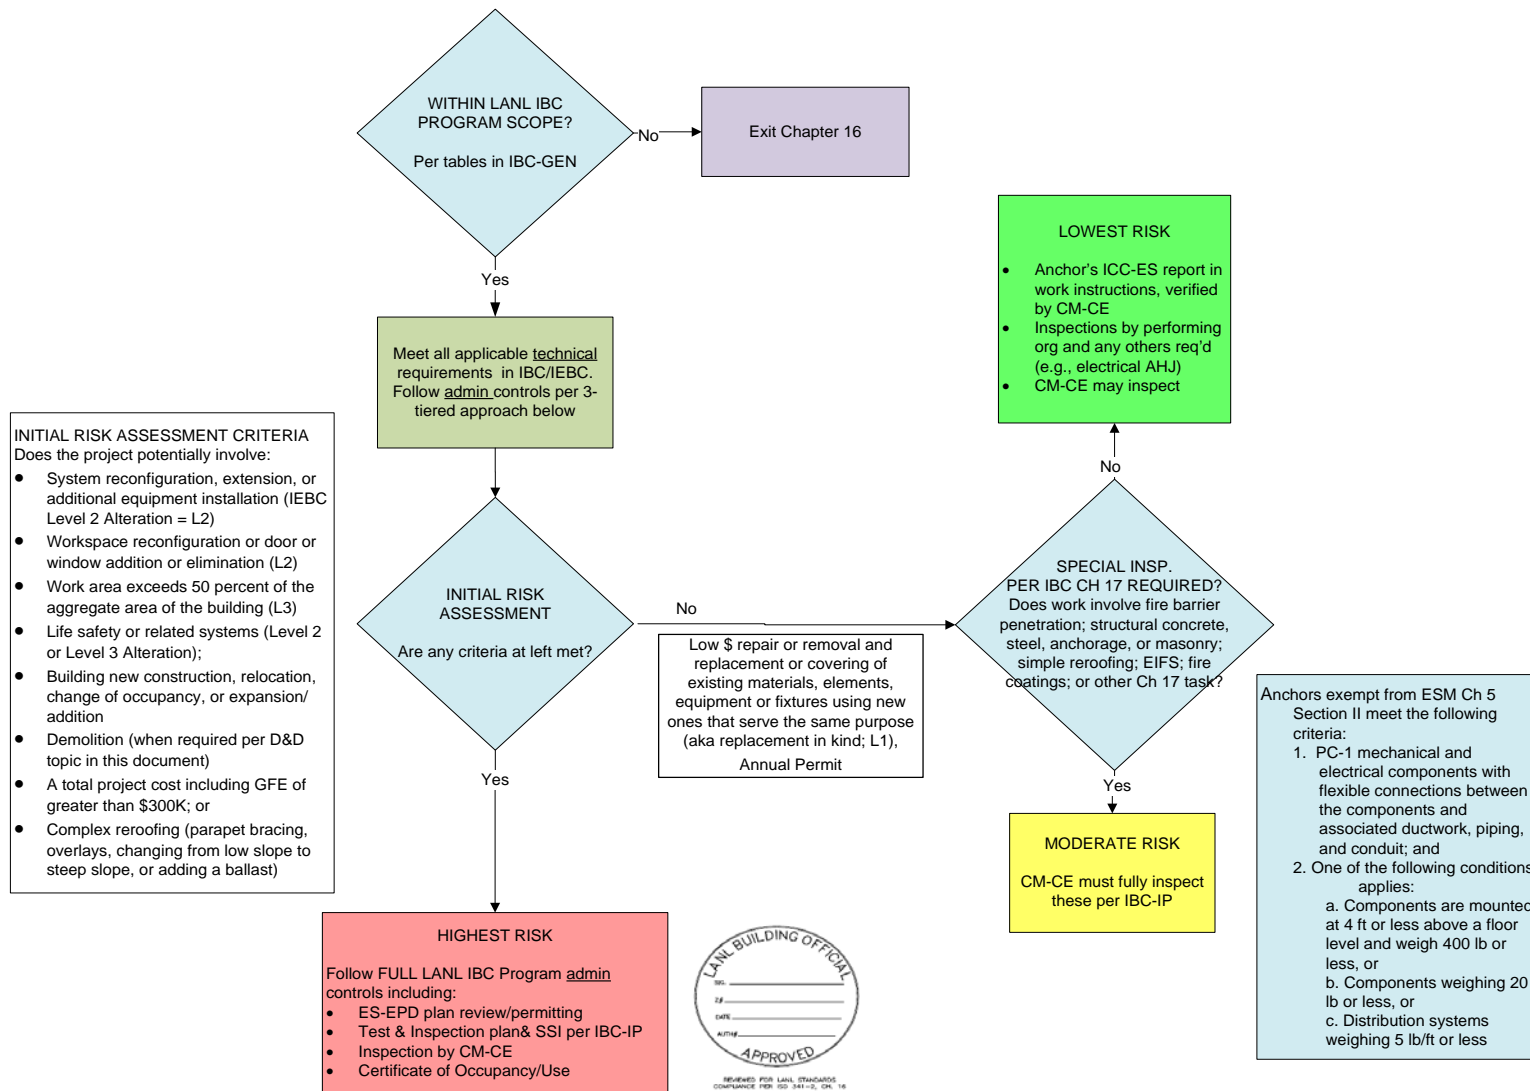 WITHIN LANL IBC
PROGRAM SCOPE?
Per tables in IBC-GEN
No
Exit Chapter 16
Yes
Meet all applicable technical
requirements in IBC/IEBC.
Follow admin controls per 3-
tiered approach below
INITIAL RISK ASSESSMENT CRITERIA
Does the project potentially involve:
● System reconfiguration, extension, or
additional equipment installation (IEBC
Level 2 Alteration = L2)
● Workspace reconfiguration or door or
window addition or elimination (L2)
● Work area exceeds 50 percent of the
aggregate area of the building (L3)
● Life safety or related systems (Level 2
or Level 3 Alteration);
● Building new construction, relocation,
change of occupancy, or expansion/
addition
● Demolition (when required per D&D
topic in this document)
● A total project cost including GFE of
greater than $300K; or
● Complex reroofing (parapet bracing,
overlays, changing from low slope to
steep slope, or adding a ballast)
INITIAL RISK
ASSESSMENT
Are any criteria at left met?
No
Low $ repair or removal and
replacement or covering of
existing materials, elements,
equipment or fixtures using new
ones that serve the same purpose
(aka replacement in kind; L1),
Annual Permit
Yes
HIGHEST RISK
Follow FULL LANL IBC Program admin
controls including:
• ES-EPD plan review/permitting
• Test & Inspection plan& SSI per IBC-IP
• Inspection by CM-CE
• Certificate of Occupancy/Use
LOWEST RISK
• Anchor's ICC-ES report in
work instructions, verified
by CM-CE
• Inspections by performing
org and any others req'd
(e.g., electrical AHJ)
• CM-CE may inspect
No
SPECIAL INSP.
PER IBC CH 17 REQUIRED?
Does work involve fire barrier
penetration; structural concrete,
steel, anchorage, or masonry;
simple reroofing; EIFS; fire
coatings; or other Ch 17 task?
Yes
MODERATE RISK
CM-CE must fully inspect
these per IBC-IP
Anchors exempt from ESM Ch 5
Section II meet the following
criteria:
1. PC-1 mechanical and
electrical components with
flexible connections between
the components and
associated ductwork, piping,
and conduit; and
2. One of the following conditions
applies:
a. Components are mounted
at 4 ft or less above a floor
level and weigh 400 lb or
less, or
b. Components weighing 20
lb or less, or
c. Distribution systems
weighing 5 lb/ft or less
LANL BUILDING OFFICIAL
SIG.
Z#
DATE
AUTH#
APPROVED
REVIEWED FOR LANL STANDARDS
COMPLIANCE PER ISD 341-2, CH. 16